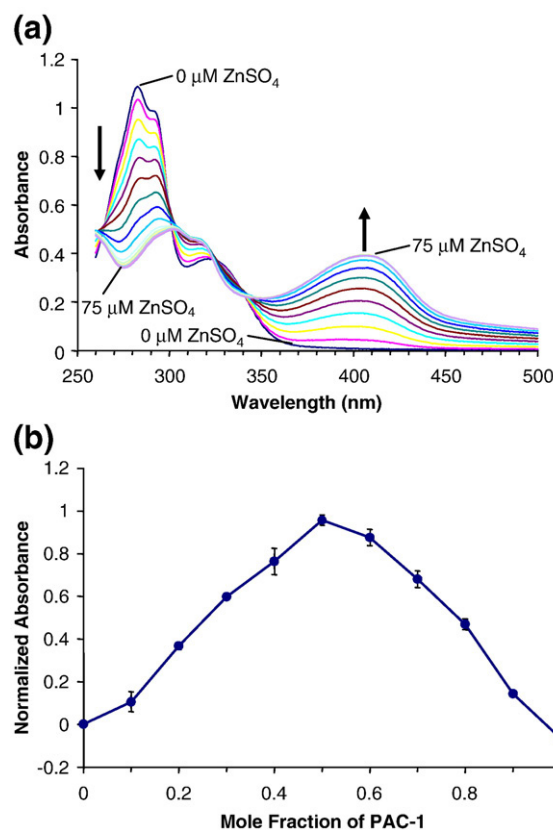 (a)
1.2
1
0.8
0.6
0.4
0.2
0
Absorbance
0 μM ZnSO4
75 μM ZnSO4
75 μM ZnSO4
0 μM ZnSO4
250 300 350 400 450 500
Wavelength (nm)
(b)
1.2
1
0.8
0.6
0.4
0.2
0
-0.2
Normalized Absorbance
0 0.2 0.4 0.6 0.8
Mole Fraction of PAC-1